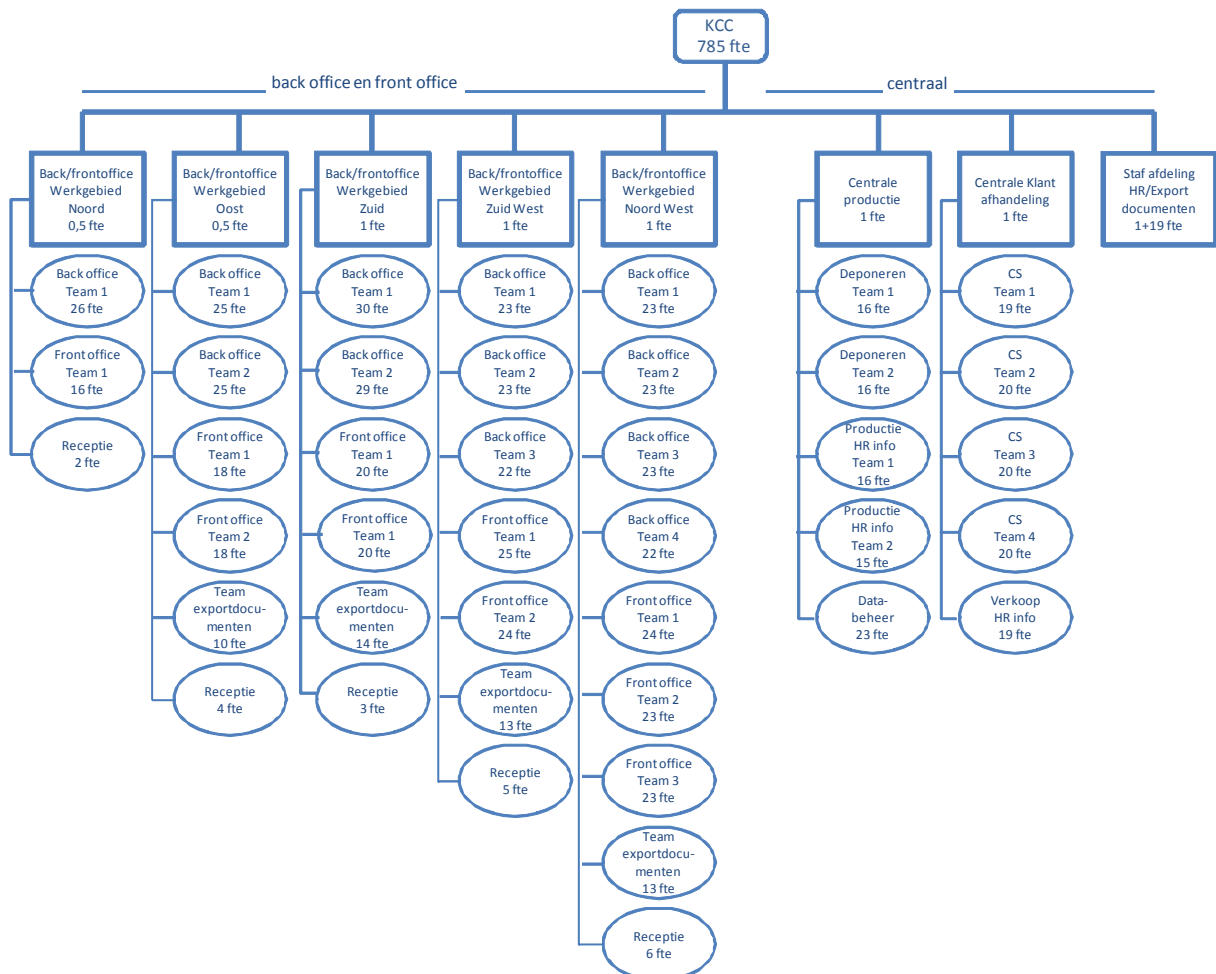 KCC
785 fte
back office en front office
centraal
Back/frontoffice
Werkgebied
Noord
0,5 fte
Back office
Team 1
26 fte
Front office
Team 1
16 fte
Receptie
2 fte
Back/frontoffice
Werkgebied
Oost
0,5 fte
Back office
Team 1
25 fte
Back office
Team 2
25 fte
Front office
Team 1
18 fte
Front office
Team 2
18 fte
Team
exportdocu-
menten
10 fte
Receptie
4 fte
Back/frontoffice
Werkgebied
Zuid
1 fte
Back office
Team 1
30 fte
Back office
Team 2
29 fte
Front office
Team 1
20 fte
Front office
Team 1
20 fte
Team
exportdocu-
menten
14 fte
Receptie
3 fte
Back/frontoffice
Werkgebied
Zuid West
1 fte
Back office
Team 1
23 fte
Back office
Team 2
23 fte
Back office
Team 3
22 fte
Front office
Team 1
25 fte
Front office
Team 2
24 fte
Team
exportdocu-
menten
13 fte
Receptie
5 fte
Back/frontoffice
Werkgebied
Noord West
1 fte
Back office
Team 1
23 fte
Back office
Team 2
23 fte
Back office
Team 3
23 fte
Back office
Team 4
22 fte
Front office
Team 1
24 fte
Front office
Team 2
23 fte
Front office
Team 3
23 fte
Team
exportdocu-
menten
13 fte
Receptie
6 fte
Centrale
productie
1 fte
Deponeren
Team 1
16 fte
Deponeren
Team 2
16 fte
Productie
HR info
Team 1
16 fte
Productie
HR info
Team 2
15 fte
Data-
beheer
23 fte
Centrale Klant
afhandeling
1 fte
CS
Team 1
19 fte
CS
Team 2
20 fte
CS
Team 3
20 fte
CS
Team 4
20 fte
Verkoop
HR info
19 fte
Staf afdeling
HR/Export
documenten
1+19 fte